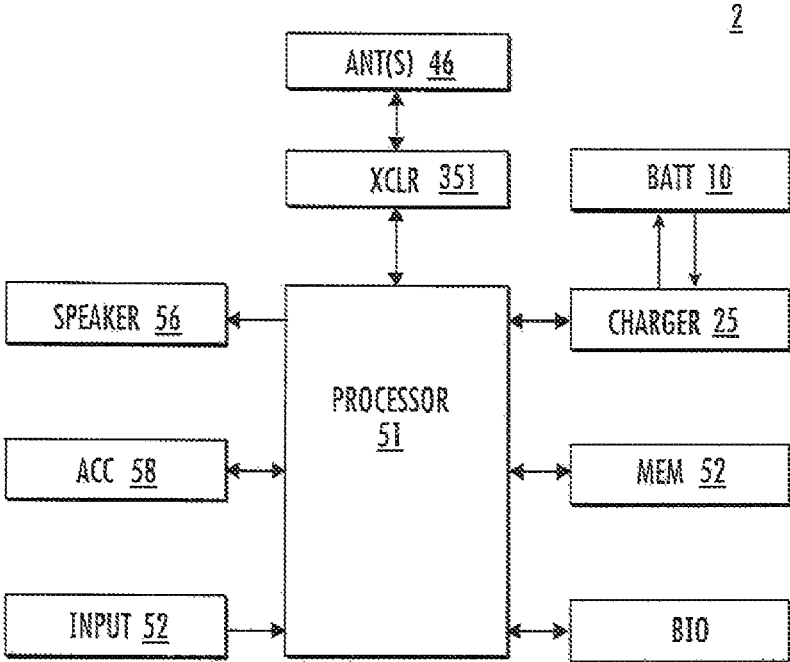 2
ANT(S) 46
XCLR 351
BATT 10
SPEAKER 56
CHARGER 25
PROCESSOR
51
ACC 58
MEM 52
INPUT 52
BIO